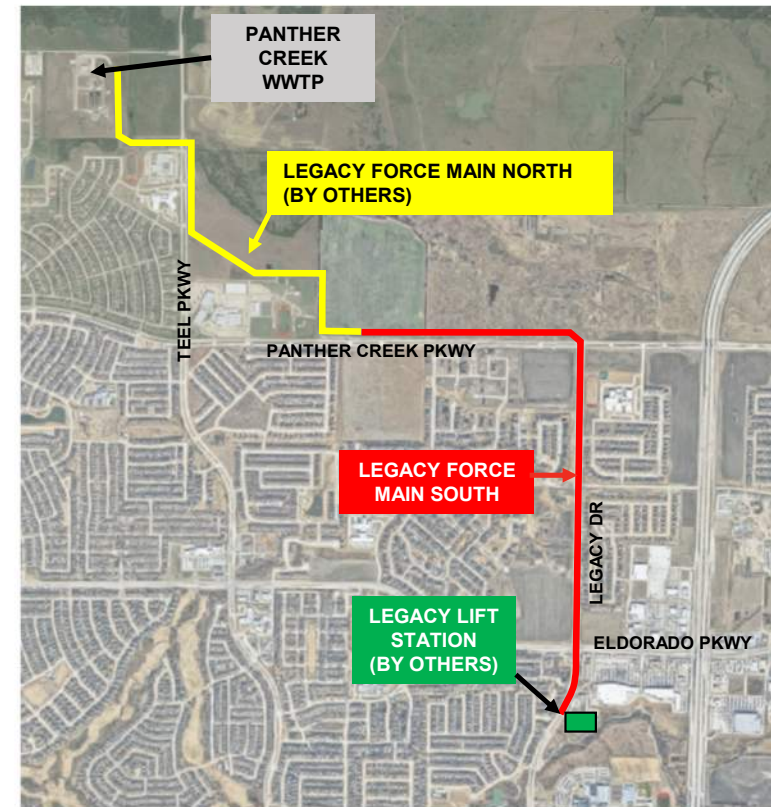 PANTHER
CREEK
WWTP
LEGACY FORCE MAIN NORTH
(BY OTHERS)
TEEL PKWY
PANTHER CREEK PKWY
LEGACY FORCE
MAIN SOUTH
LEGACY DR
LEGACY LIFT
STATION
(BY OTHERS)
ELDORADO PKWY